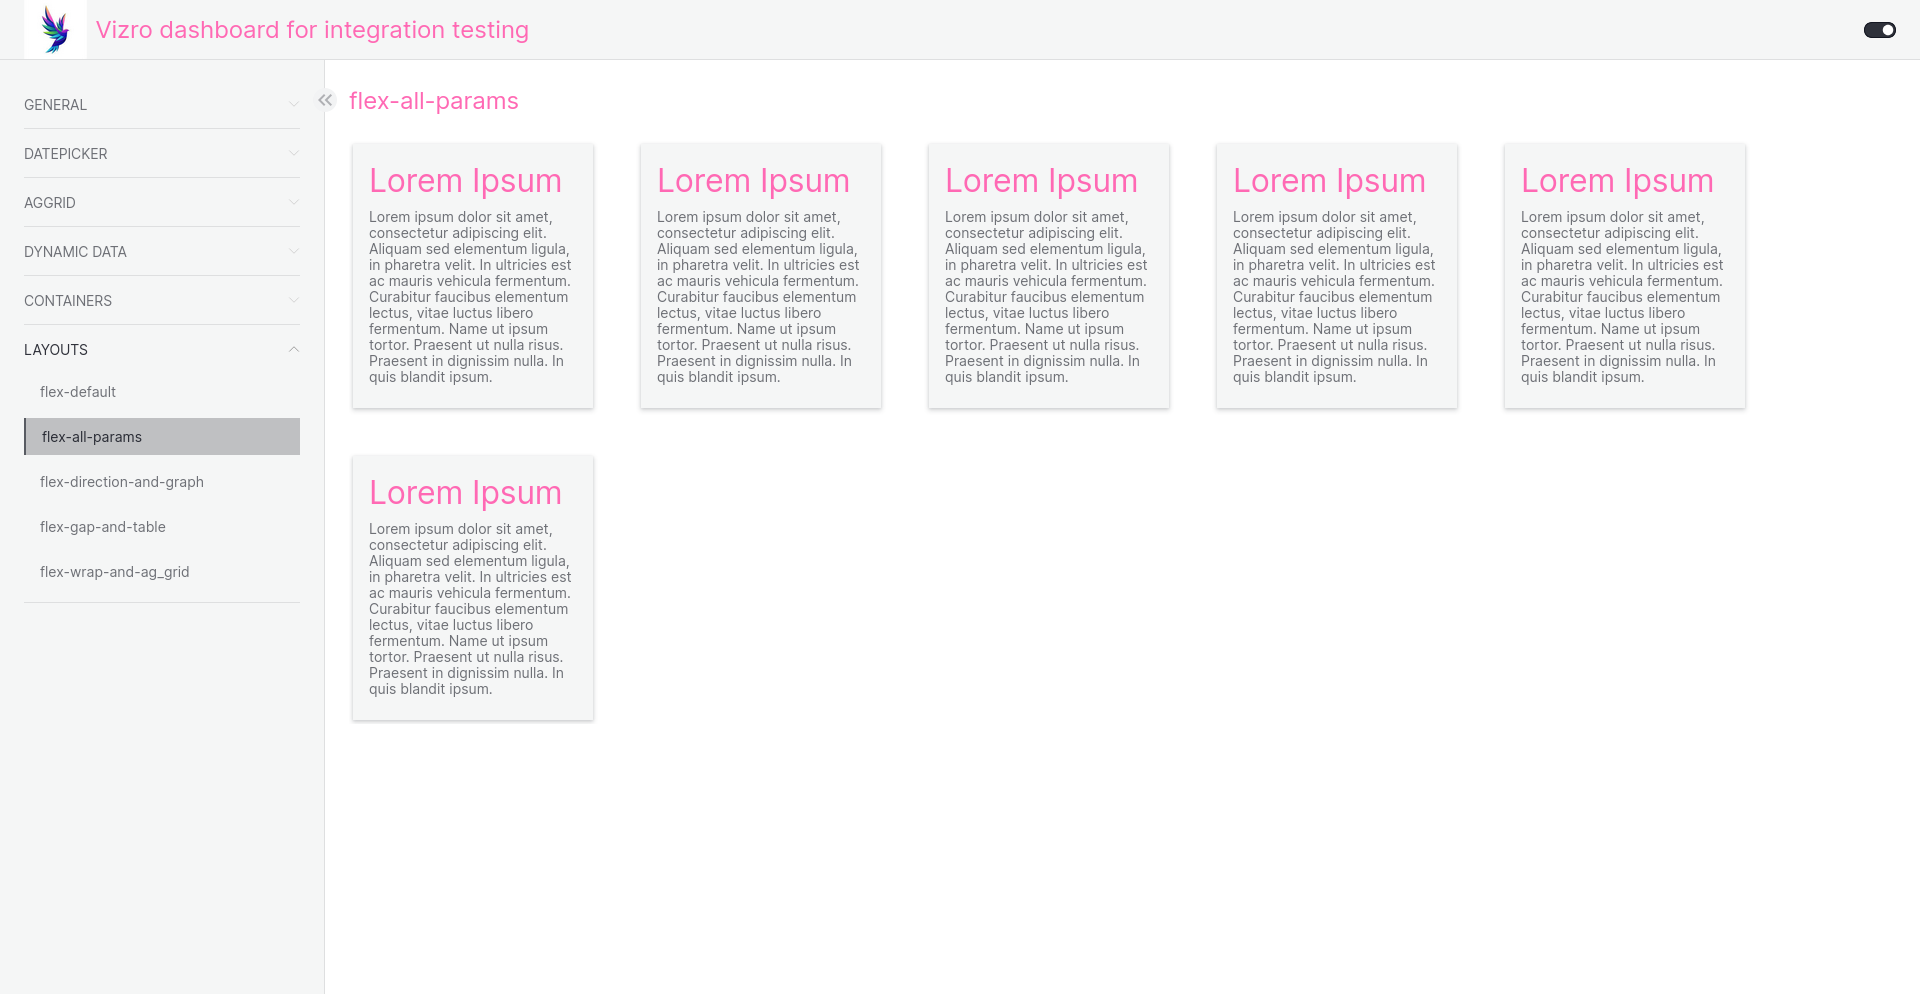 Vizro dashboard for integration testing
GENERAL
DATEPICKER
AGGRID
DYNAMIC DATA
CONTAINERS
LAYOUTS
flex-default
flex-all-params
flex-direction-and-graph
flex-gap-and-table
flex-wrap-and-ag_grid
flex-all-params
Lorem Ipsum
Lorem ipsum dolor sit amet,
consectetur adipiscing elit.
Aliquam sed elementum ligula,
in pharetra velit. In ultricies est
ac mauris vehicula fermentum.
Curabitur faucibus elementum
lectus, vitae luctus libero
fermentum. Name ut ipsum
tortor. Praesent ut nulla risus.
Praesent in dignissim nulla. In
quis blandit ipsum.
Lorem Ipsum
Lorem ipsum dolor sit amet,
consectetur adipiscing elit.
Aliquam sed elementum ligula,
in pharetra velit. In ultricies est
ac mauris vehicula fermentum.
Curabitur faucibus elementum
lectus, vitae luctus libero
fermentum. Name ut ipsum
tortor. Praesent ut nulla risus.
Praesent in dignissim nulla. In
quis blandit ipsum.
Lorem Ipsum
Lorem ipsum dolor sit amet,
consectetur adipiscing elit.
Aliquam sed elementum ligula,
in pharetra velit. In ultricies est
ac mauris vehicula fermentum.
Curabitur faucibus elementum
lectus, vitae luctus libero
fermentum. Name ut ipsum
tortor. Praesent ut nulla risus.
Praesent in dignissim nulla. In
quis blandit ipsum.
Lorem Ipsum
Lorem ipsum dolor sit amet,
consectetur adipiscing elit.
Aliquam sed elementum ligula,
in pharetra velit. In ultricies est
ac mauris vehicula fermentum.
Curabitur faucibus elementum
lectus, vitae luctus libero
fermentum. Name ut ipsum
tortor. Praesent ut nulla risus.
Praesent in dignissim nulla. In
quis blandit ipsum.
Lorem Ipsum
Lorem ipsum dolor sit amet,
consectetur adipiscing elit.
Aliquam sed elementum ligula,
in pharetra velit. In ultricies est
ac mauris vehicula fermentum.
Curabitur faucibus elementum
lectus, vitae luctus libero
fermentum. Name ut ipsum
tortor. Praesent ut nulla risus.
Praesent in dignissim nulla. In
quis blandit ipsum.
Lorem Ipsum
Lorem ipsum dolor sit amet,
consectetur adipiscing elit.
Aliquam sed elementum ligula,
in pharetra velit. In ultricies est
ac mauris vehicula fermentum.
Curabitur faucibus elementum
lectus, vitae luctus libero
fermentum. Name ut ipsum
tortor. Praesent ut nulla risus.
Praesent in dignissim nulla. In
quis blandit ipsum.